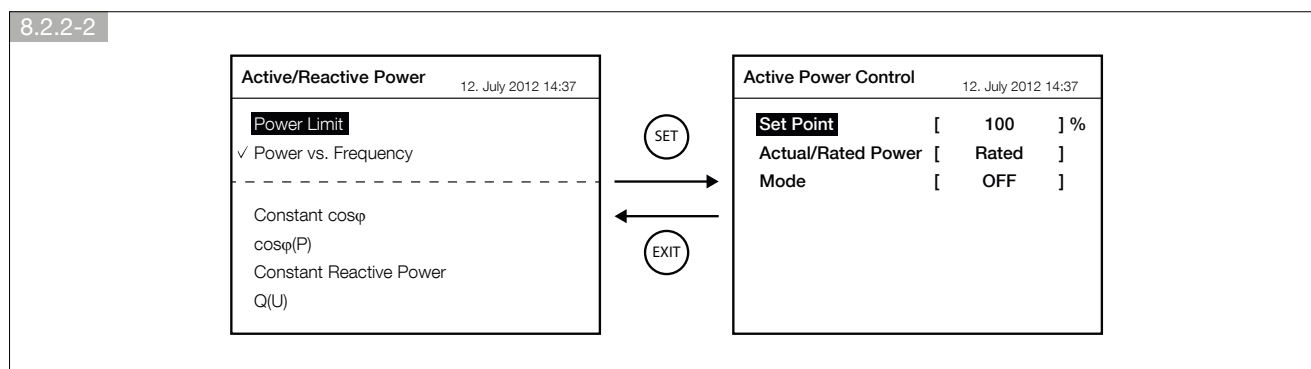 8.2.2-2
Active/Reactive Power 12. July 2012 14:37
Power Limit
✓ Power vs. Frequency
Constant cosφ
cosφ(P)
Constant Reactive Power
Q(U)
SET
EXIT
Active Power Control 12. July 2012 14:37
Set Point [ 100 ] %
Actual/Rated Power [ Rated ]
Mode [ OFF ]